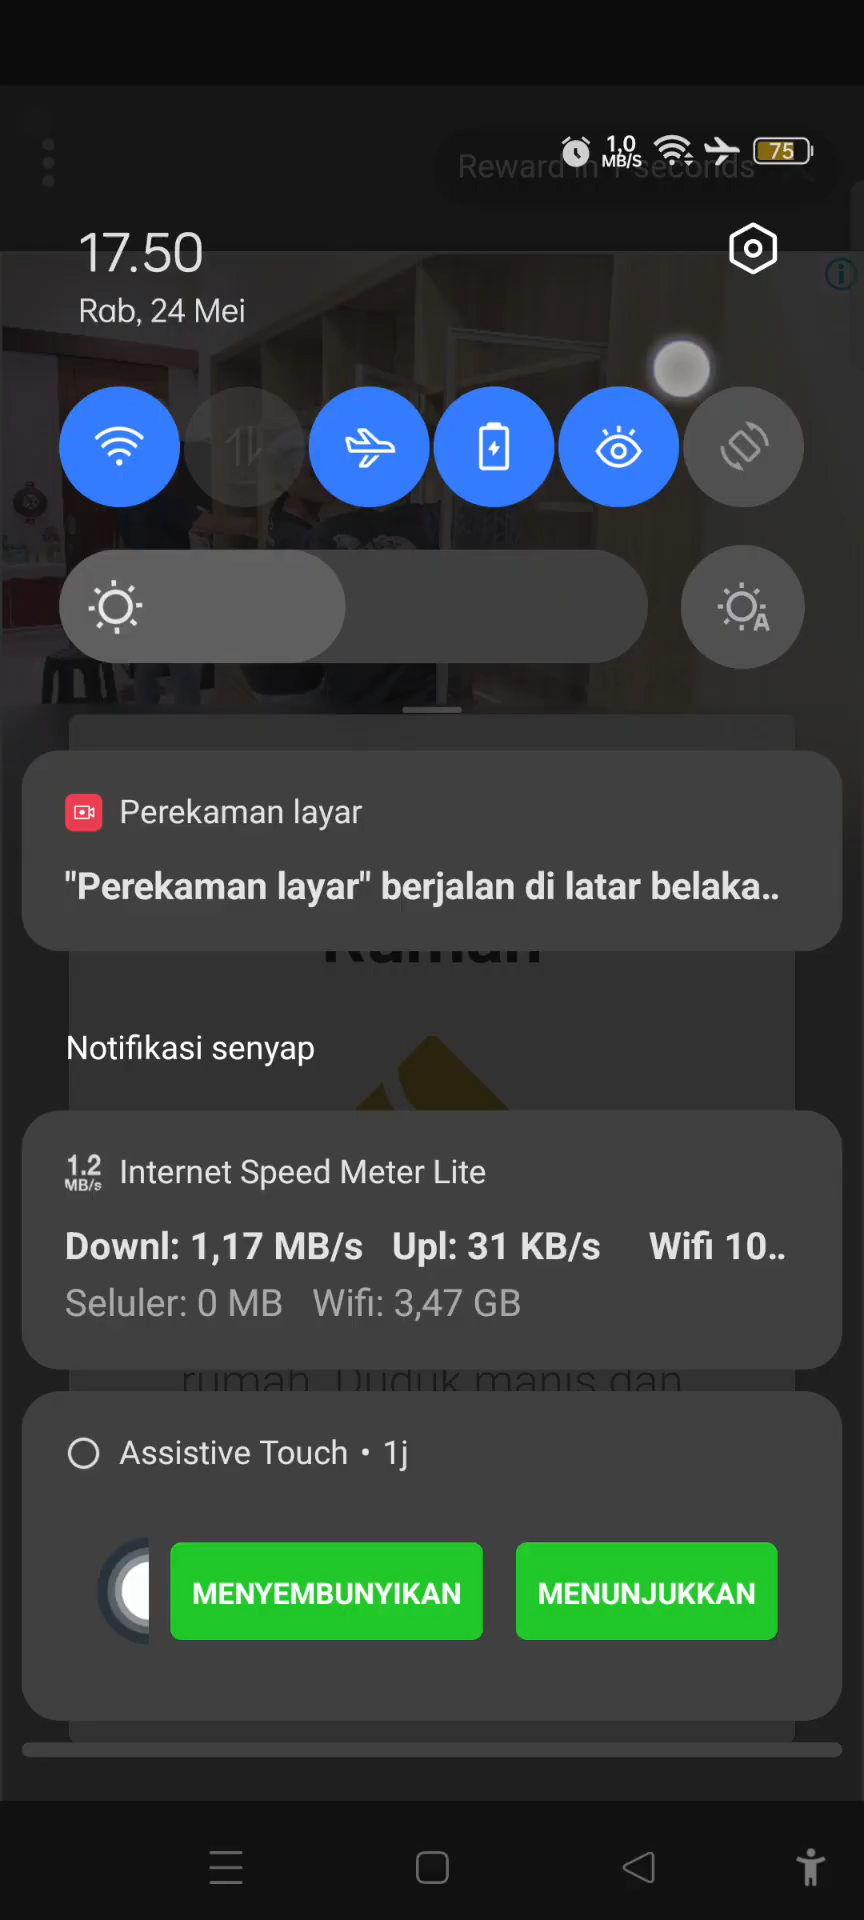 1,0
MB/S
75
Reward in 1 seconds
17.50
Rab, 24 Mei
A
Perekaman layar
"Perekaman layar" berjalan di latar belaka..
Rumah
Notifikasi senyap
1.2
MB/s
Internet Speed Meter Lite
Downl: 1,17 MB/s Upl: 31 KB/s Wifi 10..
Seluler: 0 MB Wifi: 3,47 GB
rumah. Duduk manis dan
Assistive Touch • 1j
MENYEMBUNYIKAN
MENUNJUKKAN